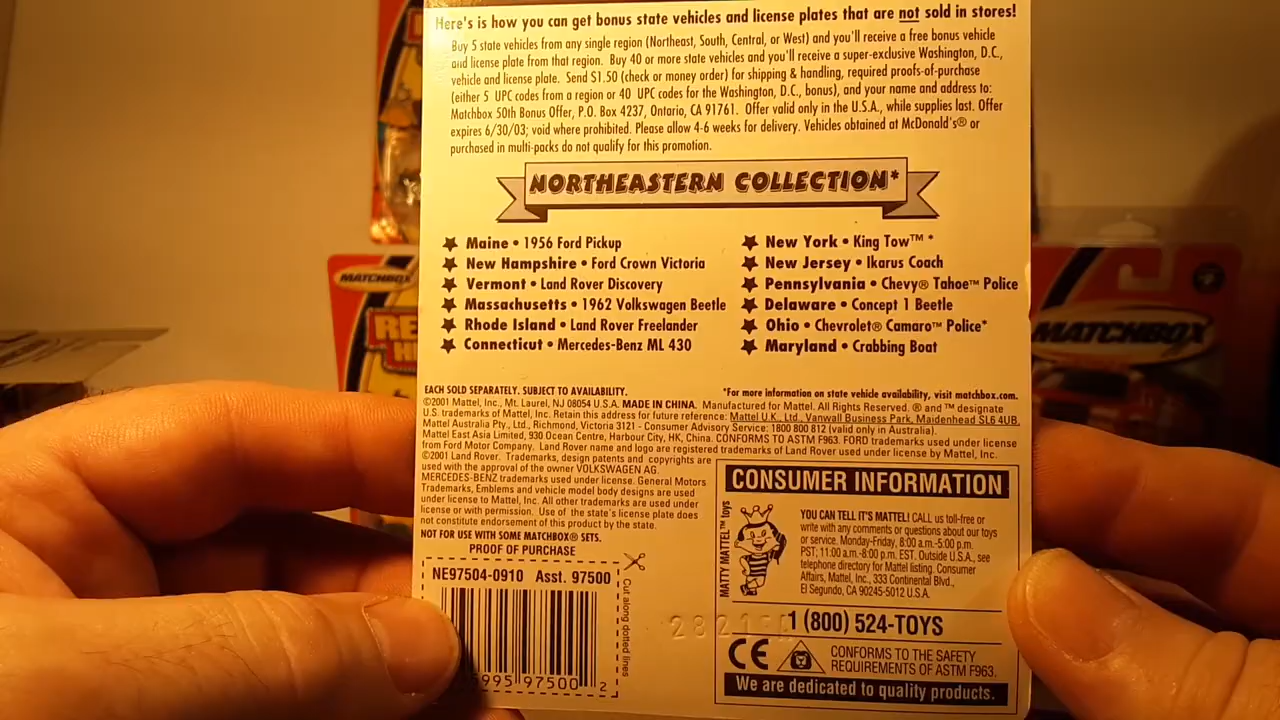 Here's is how you can get bonus state vehicles and license plates that are not sold in stores!
Buy 5 state vehicles from any single region (Northeast, South, Central, or West) and you'll receive a free bonus vehicle
and license plate from that region. Buy 40 or more state vehicles and you'll receive a super-exclusive Washington, D.C.,
vehicle and license plate. Send $1.50 (check or money order) for shipping & handling, required proofs-of-purchase
(either 5 UPC codes from a region or 40 UPC codes for the Washington, D.C., bonus), and your name and address to:
Matchbox 50th Bonus Offer, P.O. Box 4237, Ontario, CA 91761. Offer valid only in the U.S.A., while supplies last. Offer
expires 6/30/03; void where prohibited. Please allow 4-6 weeks for delivery. Vehicles obtained at McDonald's® or
purchased in multi-packs do not qualify for this promotion.
NORTHEASTERN COLLECTION*
Maine • 1956 Ford Pickup
New Hampshire • Ford Crown Victoria
Vermont • Land Rover Discovery
Massachusetts • 1962 Volkswagen Beetle
Rhode Island • Land Rover Freelander
Connecticut • Mercedes-Benz ML 430
New York • King Tow™ *
New Jersey • Ikarus Coach
Pennsylvania • Chevy® Tahoe™ Police
Delaware • Concept 1 Beetle
Ohio • Chevrolet® Camaro™ Police*
Maryland • Crabbing Boat
EACH SOLD SEPARATELY. SUBJECT TO AVAILABILITY.
*For more information on state vehicle availability, visit matchbox.com.
©2001 Mattel, Inc., Mt. Laurel, NJ 08054 U.S.A. MADE IN CHINA. Manufactured for Mattel. All Rights Reserved. ® and ™ designate
U.S. trademarks of Mattel, Inc. Retain this address for future reference: Mattel U.K., Ltd., Vanwall Business Park, Maidenhead SL6 4UB.
Mattel Australia Pty., Ltd., Richmond, Victoria 3121 - Consumer Advisory Service: 1800 800 812 (valid only in Australia).
Mattel East Asia Limited, 930 Ocean Centre, Harbour City, HK, China. CONFORMS TO ASTM F963. FORD trademarks used under license
from Ford Motor Company. Land Rover name and logo are registered trademarks of Land Rover used under license by Mattel, Inc.
©2001 Land Rover. Trademarks, design patents and copyrights are
used with the approval of the owner VOLKSWAGEN AG.
MERCEDES-BENZ trademarks used under license. General Motors
Trademarks, Emblems and vehicle model body designs are used
under license to Mattel, Inc. All other trademarks are used under
license or with permission. Use of the state's license plate does
not constitute endorsement of this product by the state.
NOT FOR USE WITH SOME MATCHBOX® SETS.
PROOF OF PURCHASE
NE97504-0910 Asst. 97500
995 97500 2
Cut along dotted lines
CONSUMER INFORMATION
MATTY MATTEL™ toys
YOU CAN TELL IT'S MATTEL! CALL us toll-free or
write with any comments or questions about our toys
or service. Monday-Friday, 8:00 a.m.-5:00 p.m.
PST; 11:00 a.m.-8:00 p.m. EST. Outside U.S.A., see
telephone directory for Mattel listing. Consumer
Affairs, Mattel, Inc., 333 Continental Blvd.,
El Segundo, CA 90245-5012 U.S.A.
1 (800) 524-TOYS
CE
CONFORMS TO THE SAFETY
REQUIREMENTS OF ASTM F963.
We are dedicated to quality products.
MATCHBOX
MATCHBOX